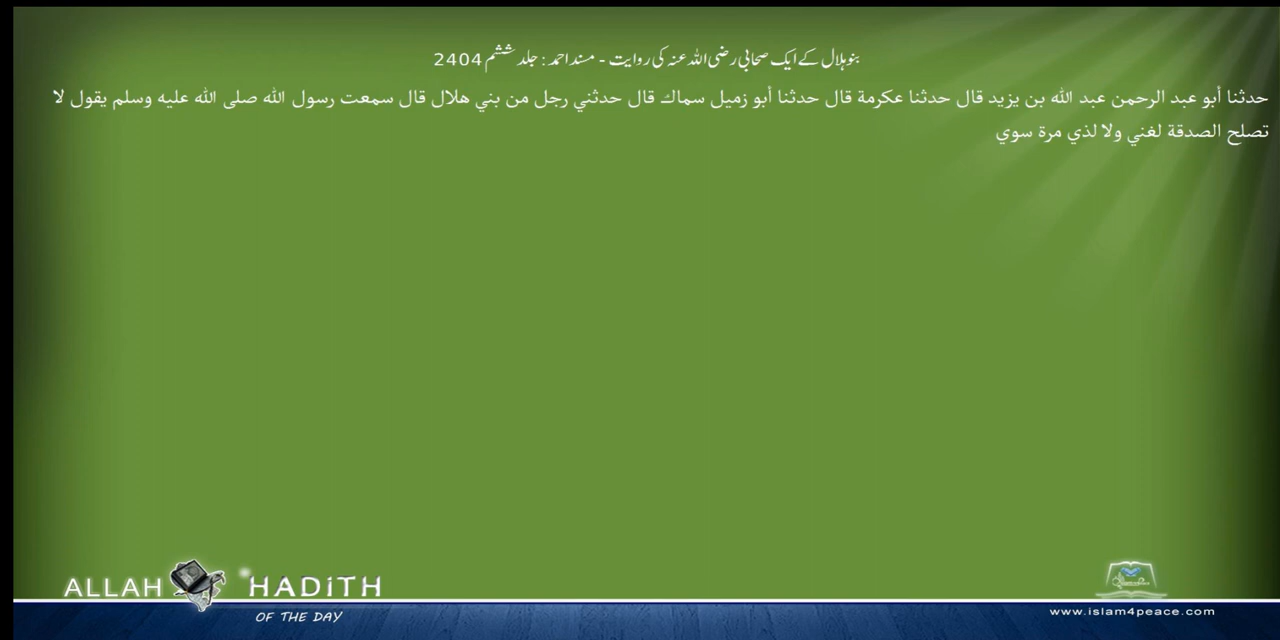 بنو ہلال کے ایک صحابی رضی اللہ عنہ کی روایت - مسند احمد : جلد ششم 2404
حدثنا أبو عبد الرحمن عبد الله بن يزيد قال حدثنا عكرمة قال حدثنا أبو زميل سماك قال حدثني رجل من بني هلال قال سمعت رسول الله صلى الله عليه وسلم يقول لا
تصلح الصدقة لغني ولا لذي مرة سوي
ALLAH HADITH
OF THE DAY
www.islam4peace.com